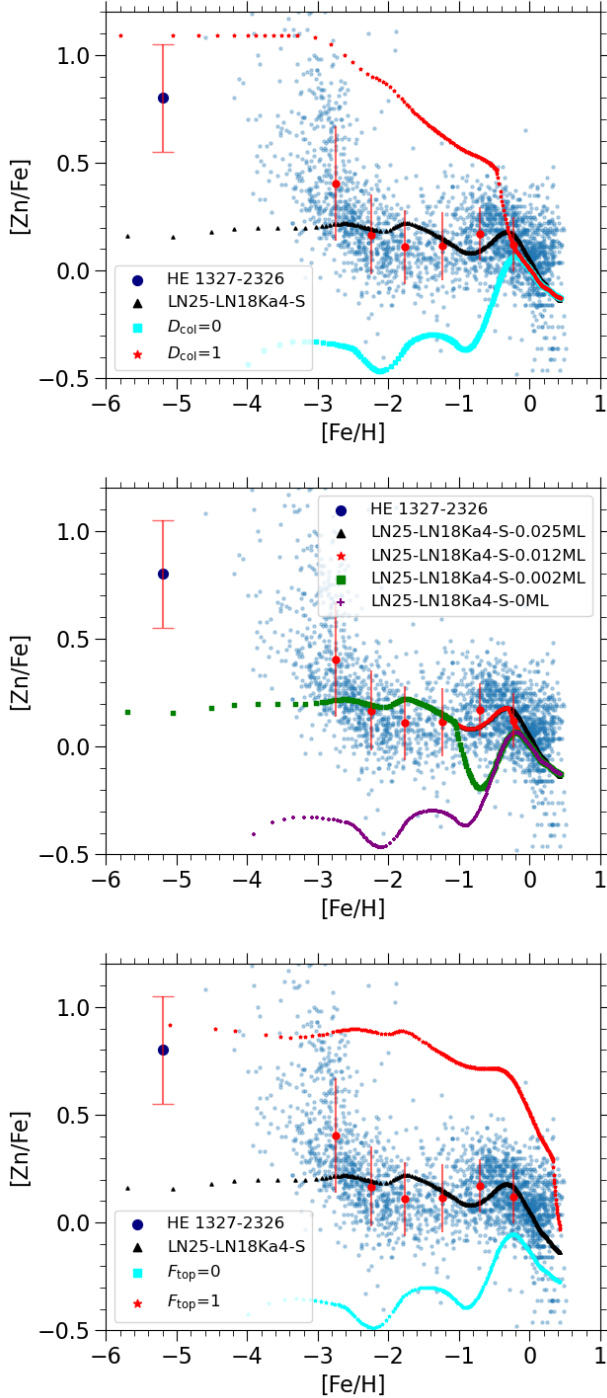 1.0
0.5
0.0
−0.5
[Zn/Fe]
HE 1327-2326
LN25-LN18Ka4-S
D_col=0
D_col=1
−6 −5 −4 −3 −2 −1 0 1
[Fe/H]
1.0
0.5
0.0
−0.5
[Zn/Fe]
HE 1327-2326
LN25-LN18Ka4-S-0.025ML
LN25-LN18Ka4-S-0.012ML
LN25-LN18Ka4-S-0.002ML
LN25-LN18Ka4-S-0ML
−6 −5 −4 −3 −2 −1 0 1
[Fe/H]
1.0
0.5
0.0
−0.5
[Zn/Fe]
HE 1327-2326
LN25-LN18Ka4-S
F_top=0
F_top=1
−6 −5 −4 −3 −2 −1 0 1
[Fe/H]